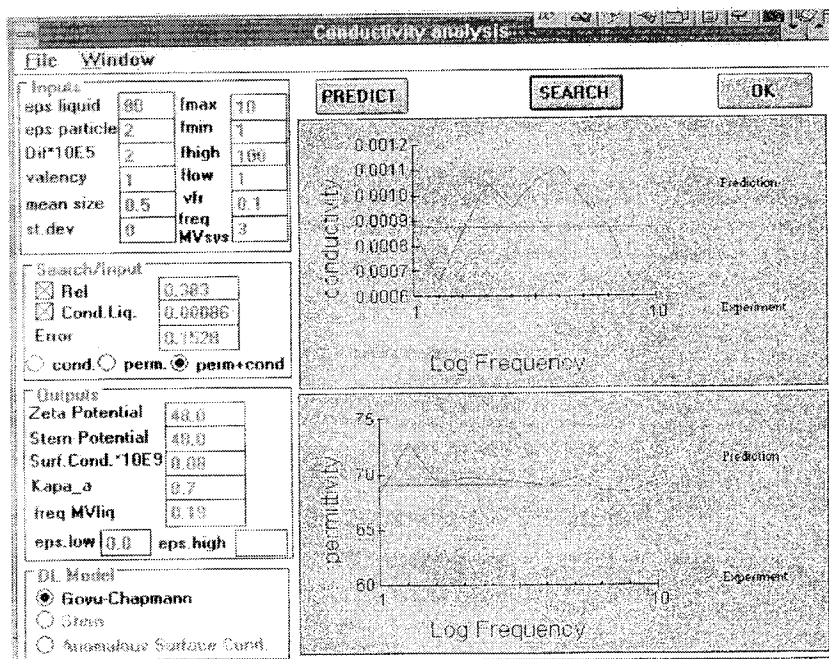 Conductivity analysis
File Window
Inputs
eps liquid 80 fmax 10
eps particle 2 fmin 1
Dif*10E5 2 fhigh 100
valency 1 flow 1
mean size 0.5 vfr 0.1
st.dev 0 freq MVsys 3
Search/Input
Rel 0.383
Cond.Liq. 0.00086
Error 0.1528
cond. perm. perm+cond
Outputs
Zeta Potential 48.0
Stern Potential 48.0
Surf.Cond.*10E9 0.08
Kapa_a 0.7
freq MVliq 0.19
eps.low 0.0 eps.high
DL Model
Goyu-Chapmann
Stern
Anomalous Surface Cond.
PREDICT SEARCH OK
conductivity
0.0012
0.0011
0.0010
0.0009
0.0008
0.0007
0.0006
1 10
Log Frequency
Prediction
Experiment
permittivity
75
70
65
60
1 10
Log Frequency
Prediction
Experiment